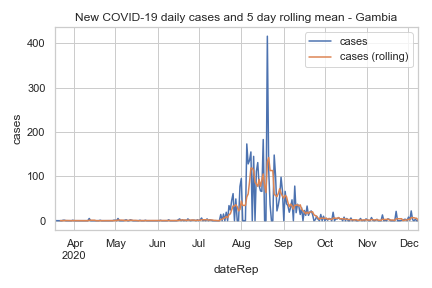 New COVID-19 daily cases and 5 day rolling mean - Gambia
cases
cases (rolling)
400
300
200
100
0
cases
Apr May Jun Jul Aug Sep Oct Nov Dec
2020
dateRep